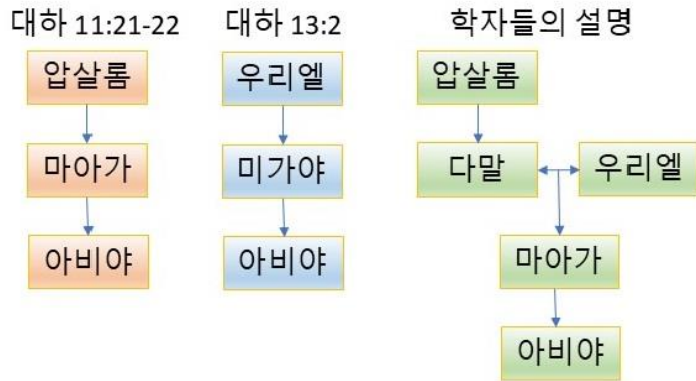 대하 11:21-22
압살롬
마아가
아비야
대하 13:2
우리엘
미가야
아비야
학자들의 설명
압살롬
다말
우리엘
마아가
아비야